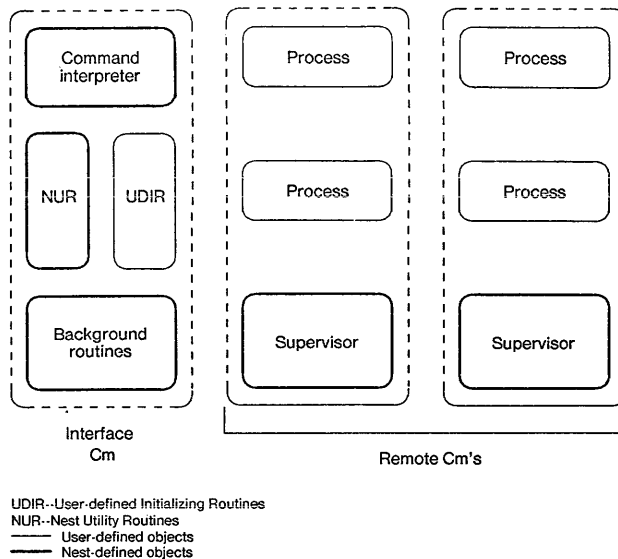 Command
interpreter
NUR
UDIR
Background
routines
Interface
Cm
Process
Process
Supervisor
Process
Process
Supervisor
Remote Cm's
UDIR--User-defined Initializing Routines
NUR--Nest Utility Routines
User-defined objects
Nest-defined objects